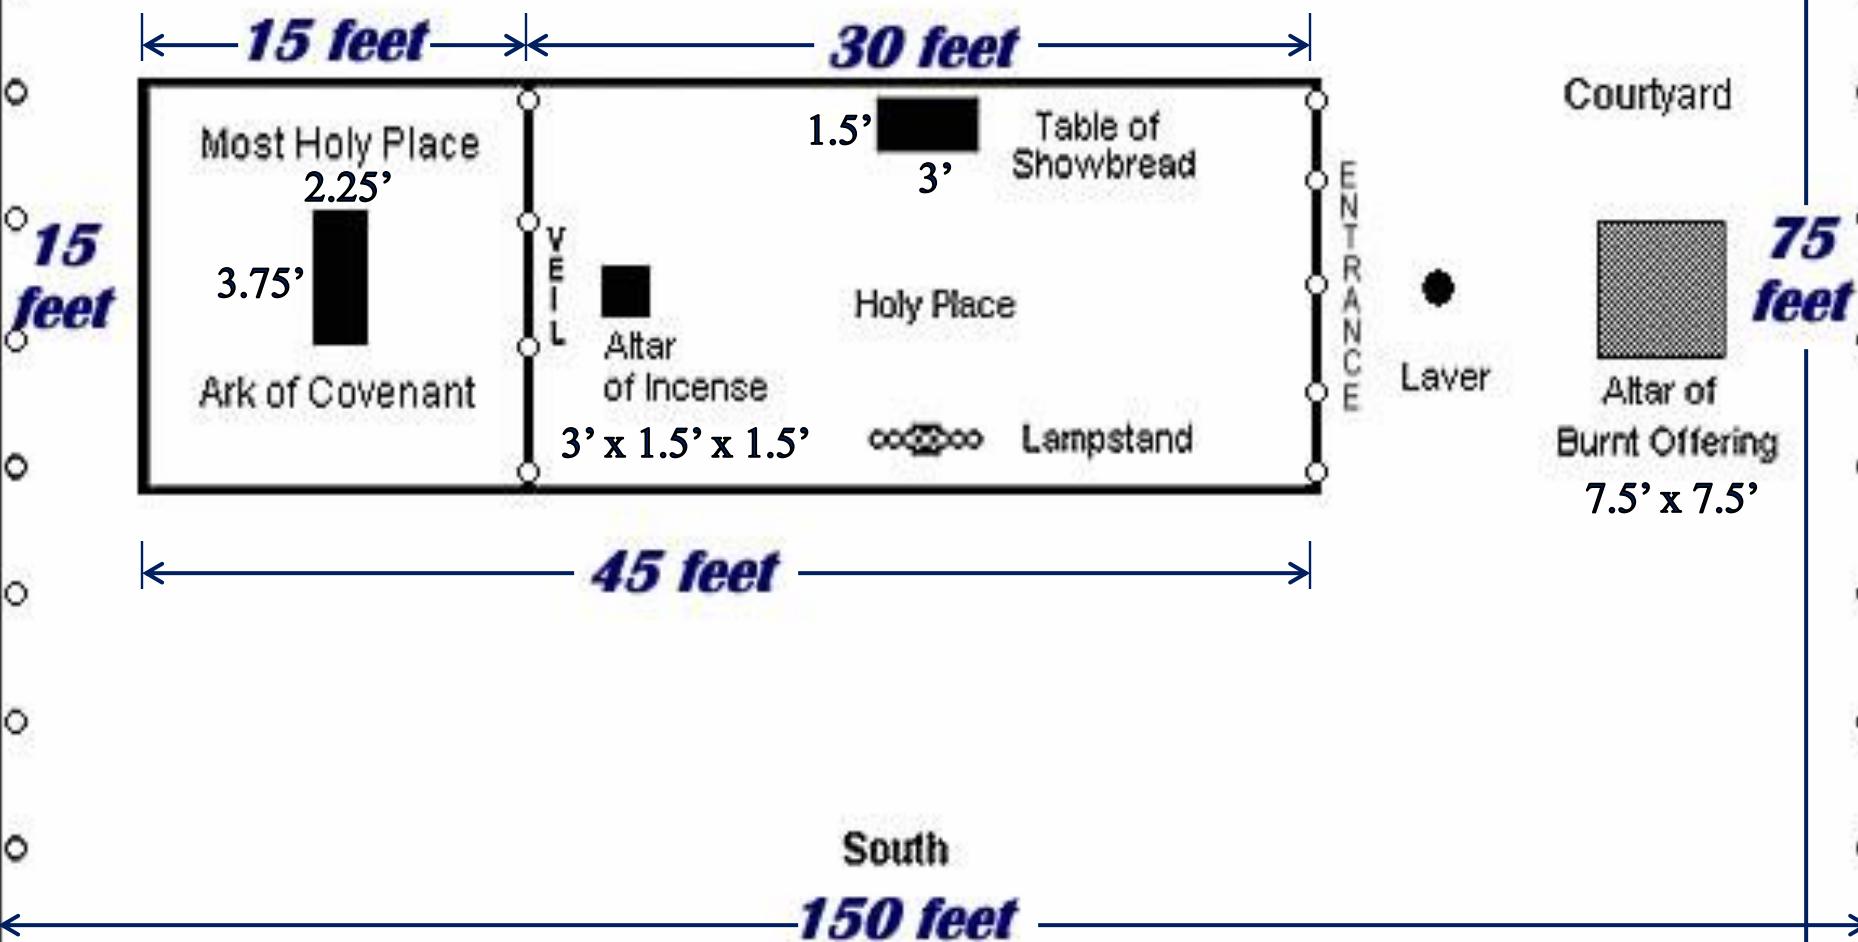 15 feet
30 feet
Most Holy Place
2.25’
3.75’
Ark of Covenant
15
feet
VEIL
1.5’
3’
Table of
Showbread
Altar
of Incense
3’ x 1.5’ x 1.5’
Holy Place
Lampstand
ENTRANCE
Courtyard
Laver
Altar of
Burnt Offering
7.5’ x 7.5’
75
feet
45 feet
South
150 feet